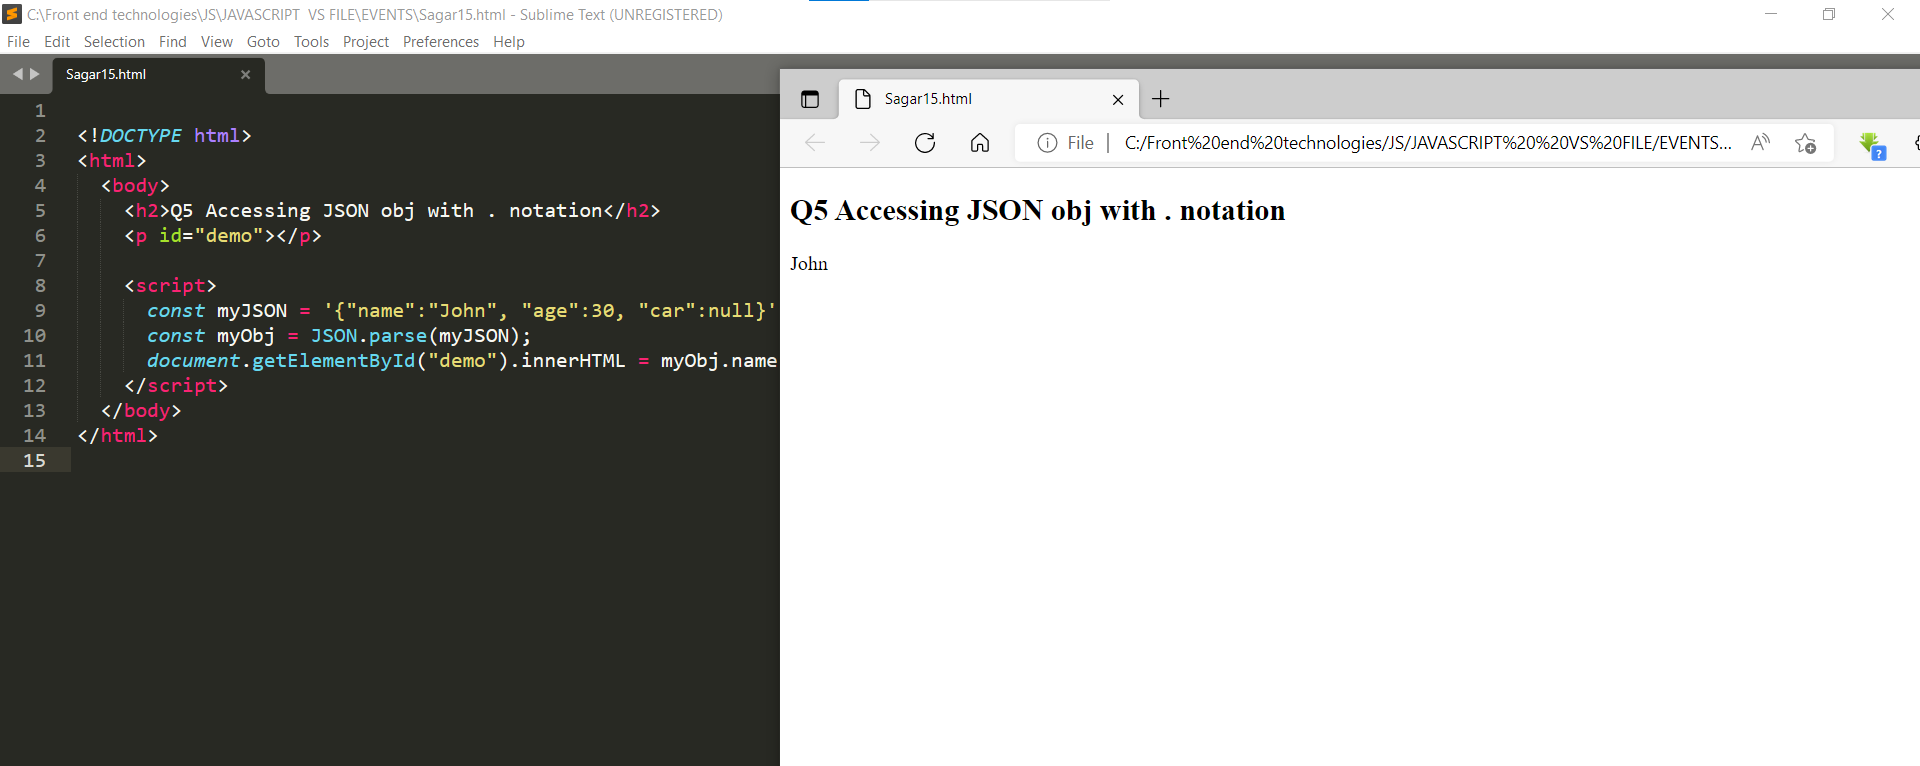 C:\Front end technologies\JS\JAVASCRIPT  VS FILE\EVENTS\Sagar15.html - Sublime Text (UNREGISTERED)
File Edit Selection Find View Goto Tools Project Preferences Help
Sagar15.html
1
2 <!DOCTYPE html>
3 <html>
4   <body>
5     <h2>Q5 Accessing JSON obj with . notation</h2>
6     <p id="demo"></p>
7
8     <script>
9       const myJSON = '{"name":"John", "age":30, "car":null}'
10       const myObj = JSON.parse(myJSON);
11       document.getElementById("demo").innerHTML = myObj.name
12     </script>
13   </body>
14 </html>
15
Sagar15.html
File C:/Front%20end%20technologies/JS/JAVASCRIPT%20%20VS%20FILE/EVENTS...
Q5 Accessing JSON obj with . notation
John